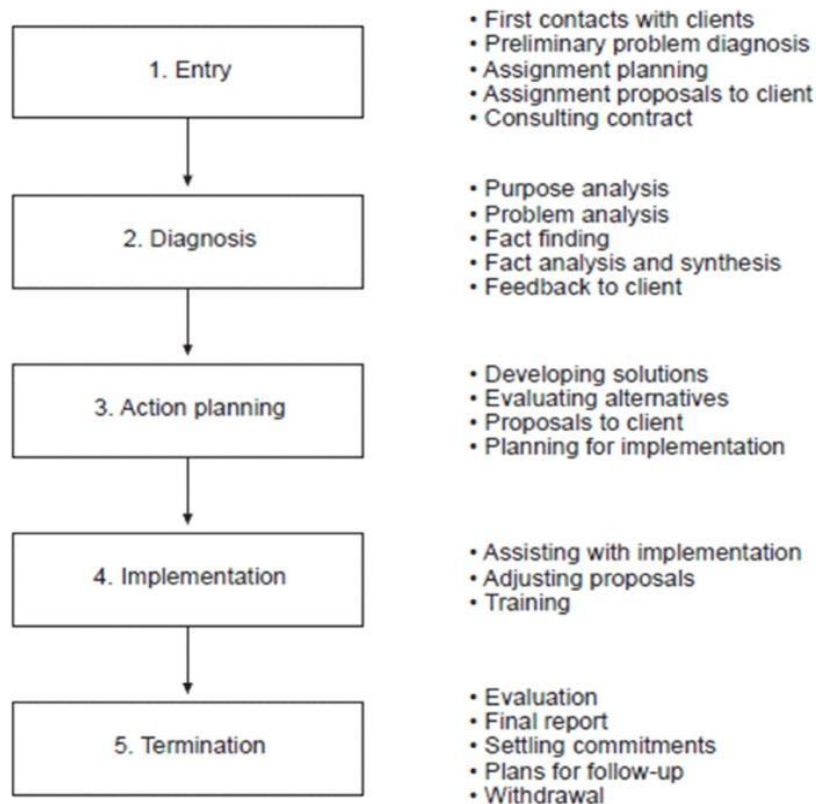 1. Entry
• First contacts with clients
• Preliminary problem diagnosis
• Assignment planning
• Assignment proposals to client
• Consulting contract
2. Diagnosis
• Purpose analysis
• Problem analysis
• Fact finding
• Fact analysis and synthesis
• Feedback to client
3. Action planning
• Developing solutions
• Evaluating alternatives
• Proposals to client
• Planning for implementation
4. Implementation
• Assisting with implementation
• Adjusting proposals
• Training
5. Termination
• Evaluation
• Final report
• Settling commitments
• Plans for follow-up
• Withdrawal